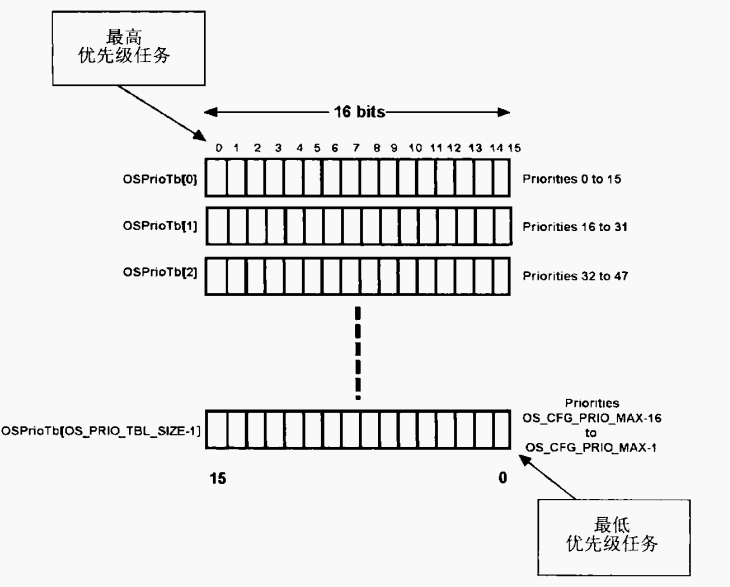 最高
优先级任务
16 bits
0 1 2 3 4 5 6 7 8 9 10 11 12 13 14 15
OSPrioTb[0] Priorities 0 to 15
OSPrioTb[1] Priorities 16 to 31
OSPrioTb[2] Priorities 32 to 47
Priorities
OS_CFG_PRIO_MAX-16
OSPrioTb[OS_PRIO_TBL_SIZE-1] to
OS_CFG_PRIO_MAX-1
15 0
最低
优先级任务